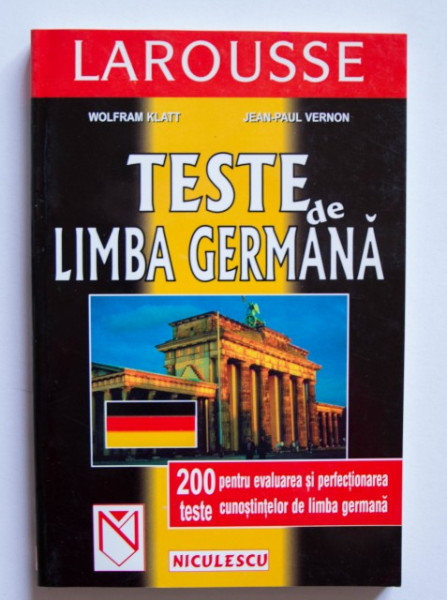 LAROUSSE
WOLFRAM KLATT JEAN-PAUL VERNON
TESTE
de
LIMBA GERMANĂ
200 pentru evaluarea și perfecționarea
teste cunoștințelor de limba germană
NICULESCU